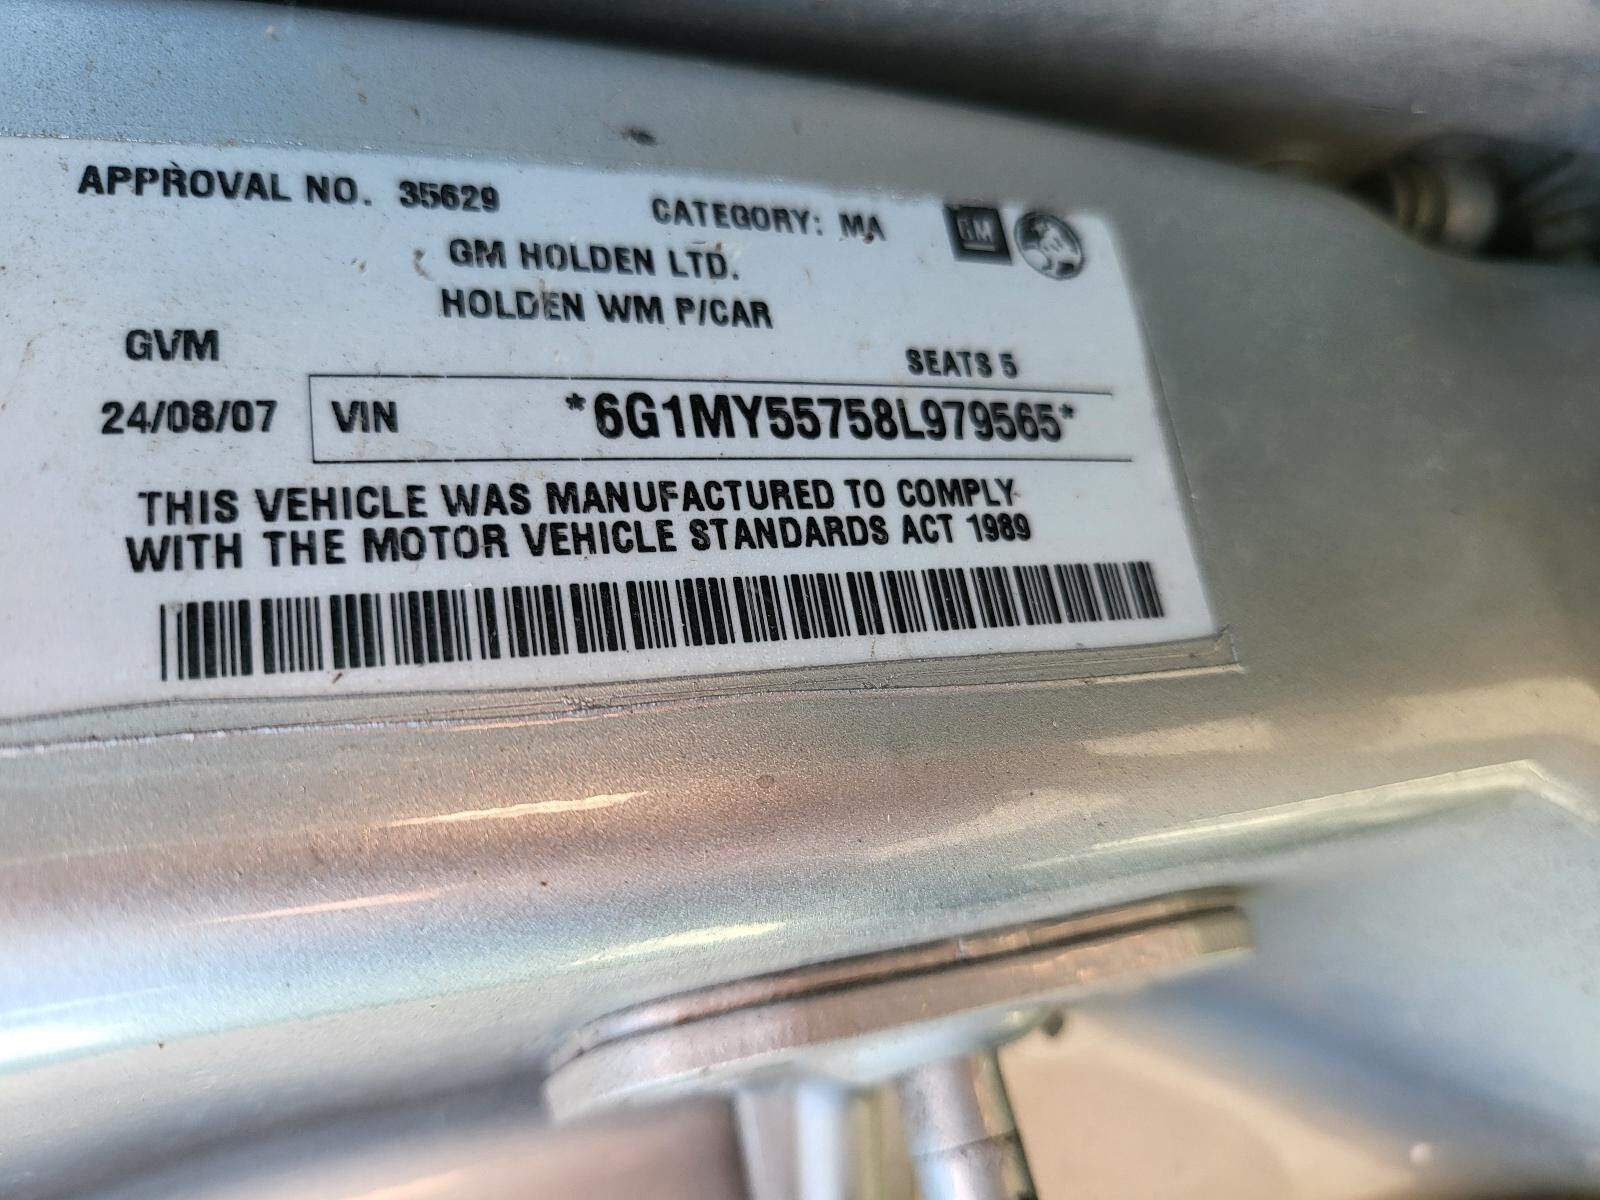 APPROVAL NO. 35629 CATEGORY: MA GM
GM HOLDEN LTD.
HOLDEN WM P/CAR
GVM SEATS 5
24/08/07 VIN *6G1MY55758L979565*
THIS VEHICLE WAS MANUFACTURED TO COMPLY
WITH THE MOTOR VEHICLE STANDARDS ACT 1989